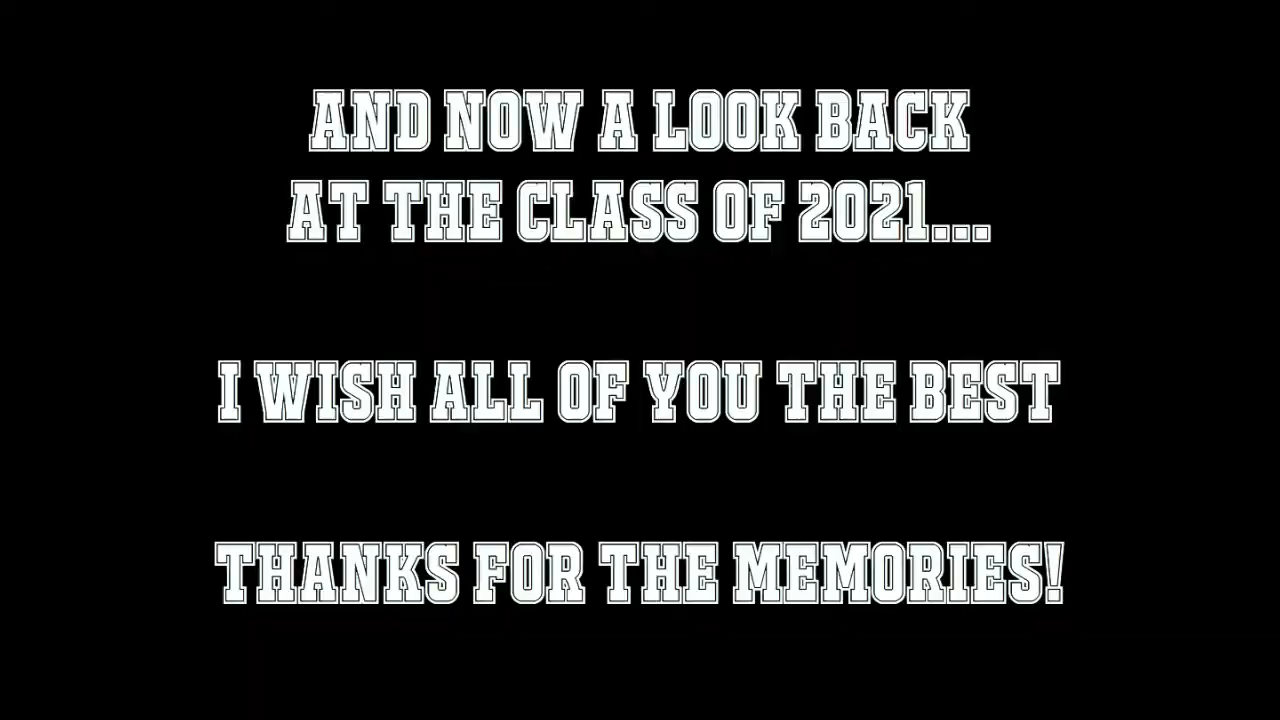 AND NOW A LOOK BACK
AT THE CLASS OF 2021...
I WISH ALL OF YOU THE BEST
THANKS FOR THE MEMORIES!